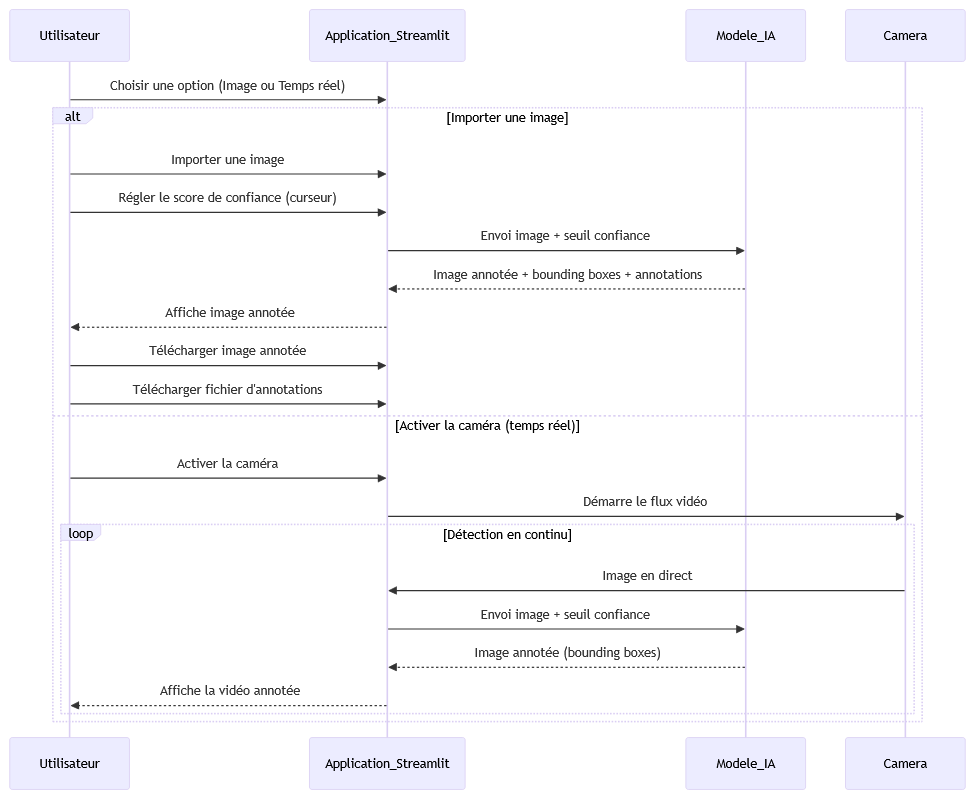 Utilisateur
Application_Streamlit
Modele_IA
Camera
Choisir une option (Image ou Temps réel)
alt
[Importer une image]
Importer une image
Régler le score de confiance (curseur)
Envoi image + seuil confiance
Image annotée + bounding boxes + annotations
Affiche image annotée
Télécharger image annotée
Télécharger fichier d'annotations
[Activer la caméra (temps réel)]
Activer la caméra
Démarre le flux vidéo
loop
[Détection en continu]
Image en direct
Envoi image + seuil confiance
Image annotée (bounding boxes)
Affiche la vidéo annotée
Utilisateur
Application_Streamlit
Modele_IA
Camera